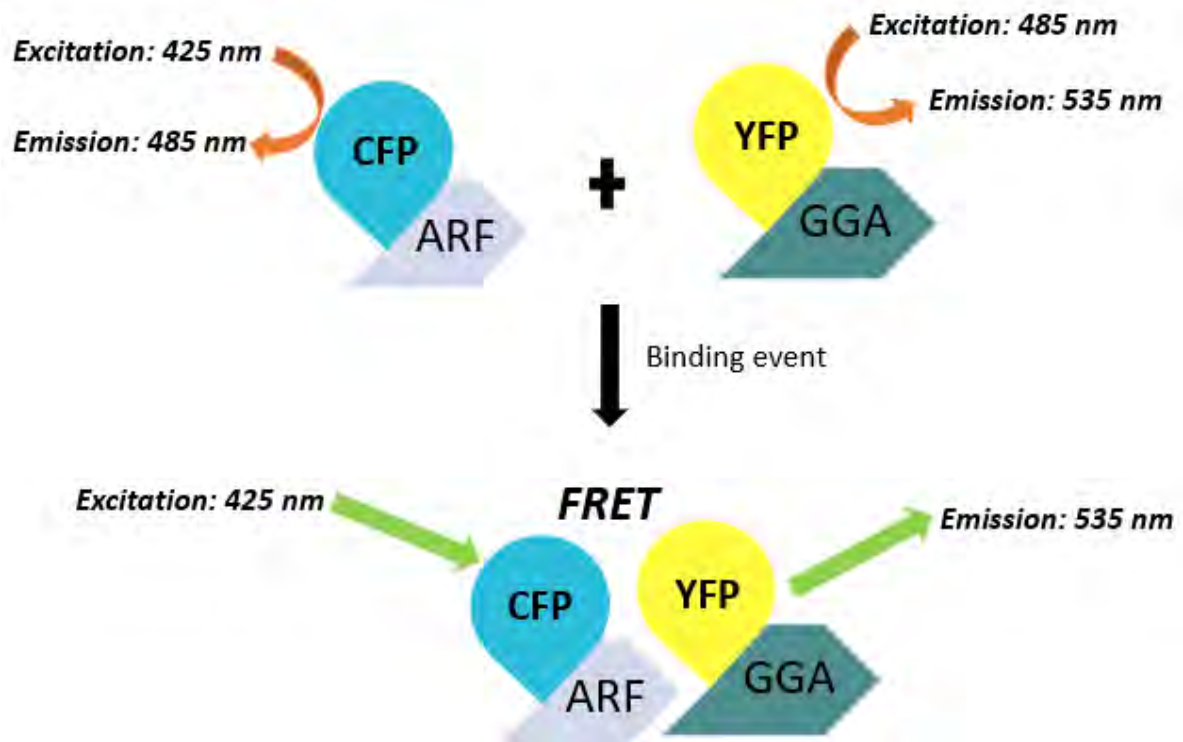 Excitation: 425 nm
Emission: 485 nm
CFP
ARF
+
Excitation: 485 nm
Emission: 535 nm
YFP
GGA
Binding event
FRET
Excitation: 425 nm
CFP
ARF
YFP
GGA
Emission: 535 nm